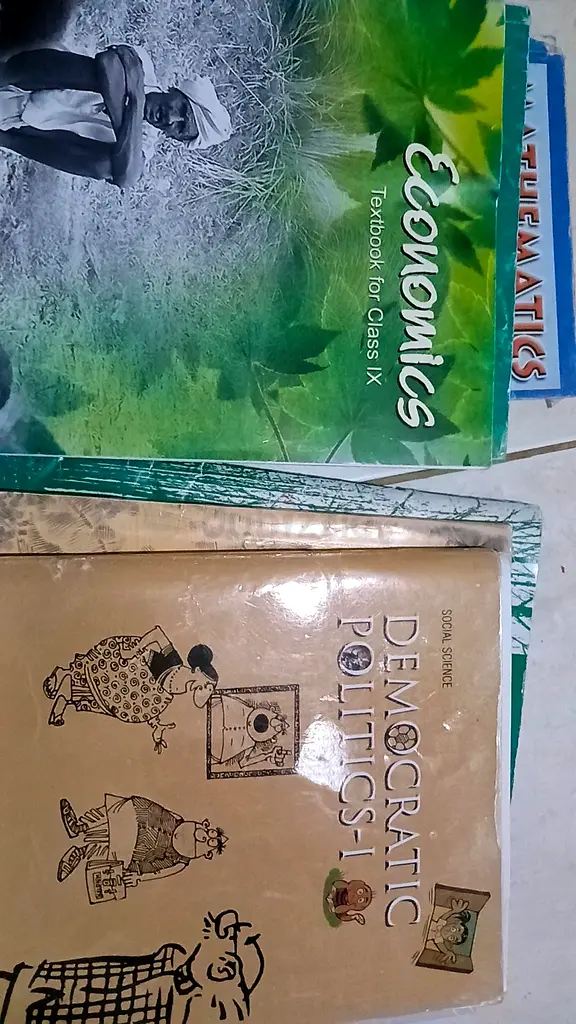 Economics
Textbook for Class IX
MATHEMATICS
SOCIAL SCIENCE
DEMOCRATIC
POLITICS-I